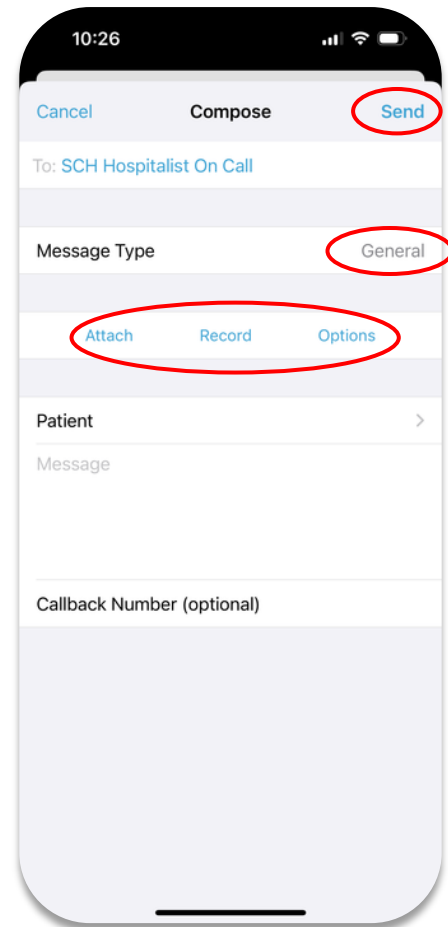 10:26
Cancel Compose Send
To: SCH Hospitalist On Call
Message Type General
Attach Record Options
Patient
Message
Callback Number (optional)